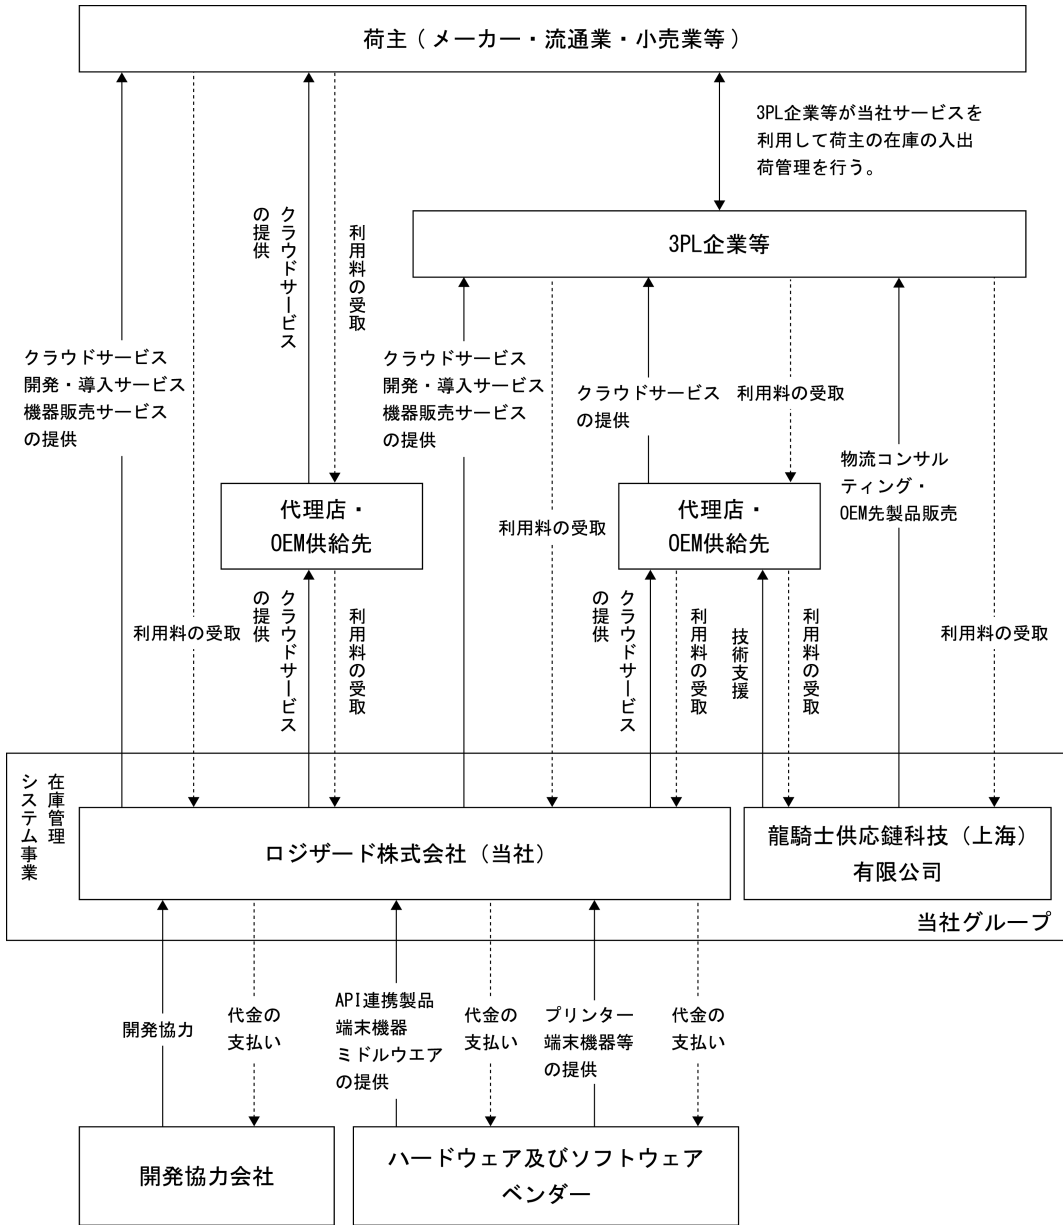 荷主（メーカー・流通業・小売業等）
3PL企業等が当社サービスを
利用して荷主の在庫の入出
荷管理を行う。
クラウドサービス
の提供
利用料の受取
3PL企業等
クラウドサービス
開発・導入サービス
機器販売サービス
の提供
クラウドサービス
開発・導入サービス
機器販売サービス
の提供
クラウドサービス
の提供
利用料の受取
物流コンサル
ティング・
OEM先製品販売
代理店・
OEM供給先
利用料の受取
代理店・
OEM供給先
利用料の受取
クラウドサービス
の提供
利用料の受取
クラウドサービス
の提供
利用料の受取
技術支援
利用料の受取
利用料の受取
在庫管理
システム事業
ロジザード株式会社（当社）
龍騎士供応鏈科技（上海）
有限公司
当社グループ
開発協力
代金の
支払い
API連携製品
端末機器
ミドルウエア
の提供
代金の
支払い
プリンター
端末機器等
の提供
代金の
支払い
開発協力会社
ハードウェア及びソフトウェア
ベンダー